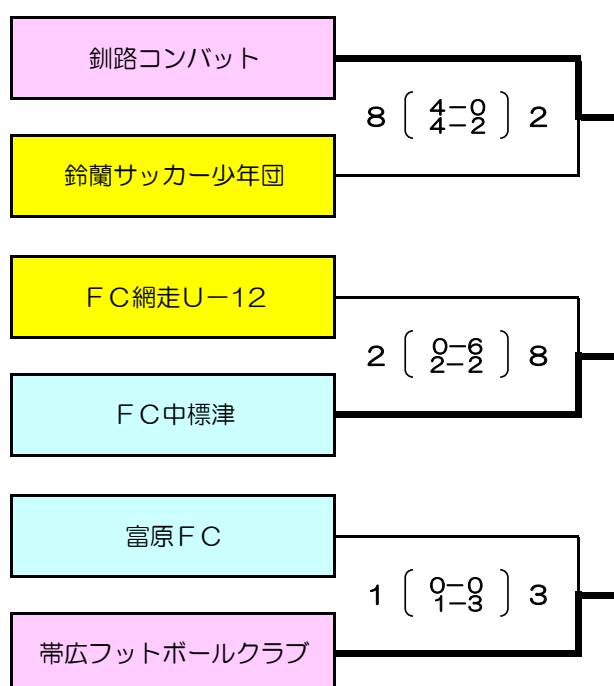 釧路コンバット
8 ( 4−0 ) 2
4−2
鈴蘭サッカー少年団
ＦＣ網走Ｕー12
2 ( 0−6 ) 8
2−2
ＦＣ中標津
富原ＦＣ
1 ( 0−0 ) 3
1−3
帯広フットボールクラブ